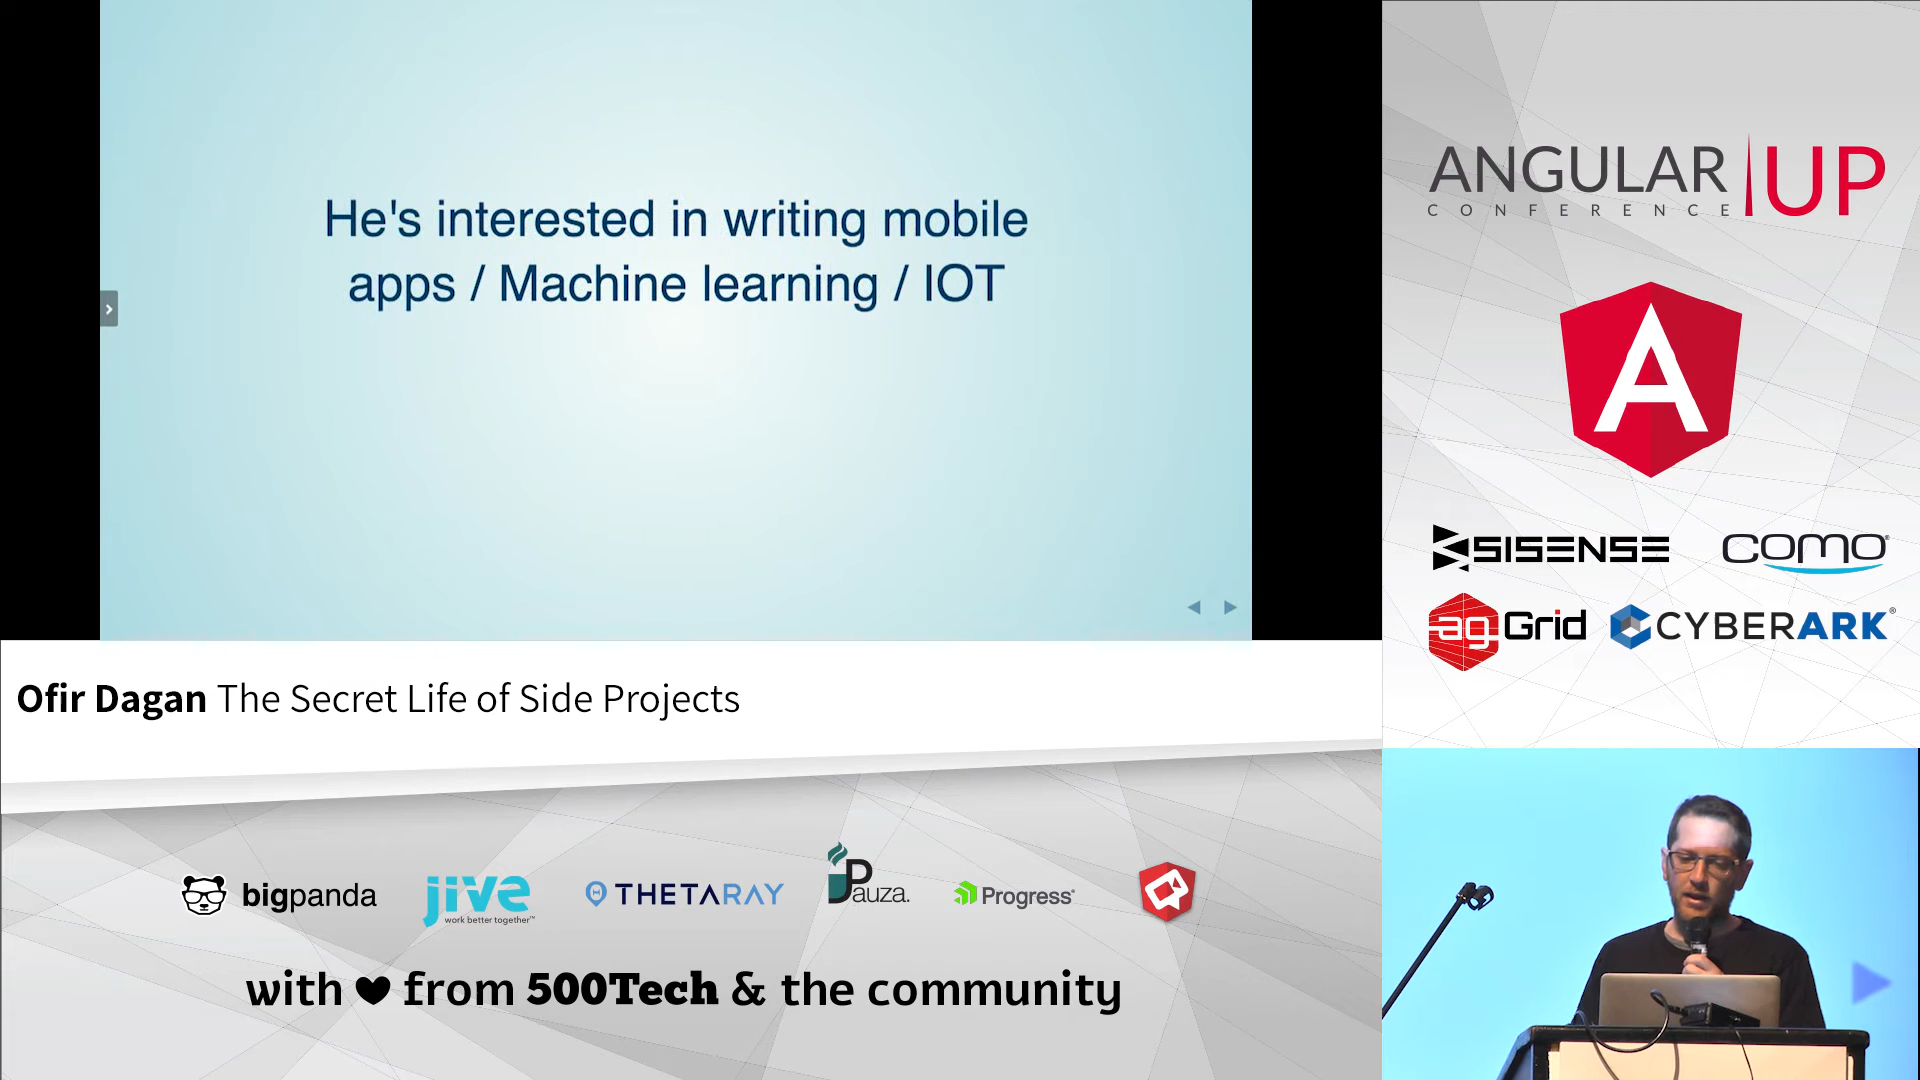 He's interested in writing mobile
apps / Machine learning / IOT
ANGULAR UP
CONFERENCE
SISENSE
COMO
ag Grid
CYBERARK®
Ofir Dagan The Secret Life of Side Projects
bigpanda
jive
work better together™
THETARAY
Pauza.
Progress®
with ♥ from 500Tech & the community